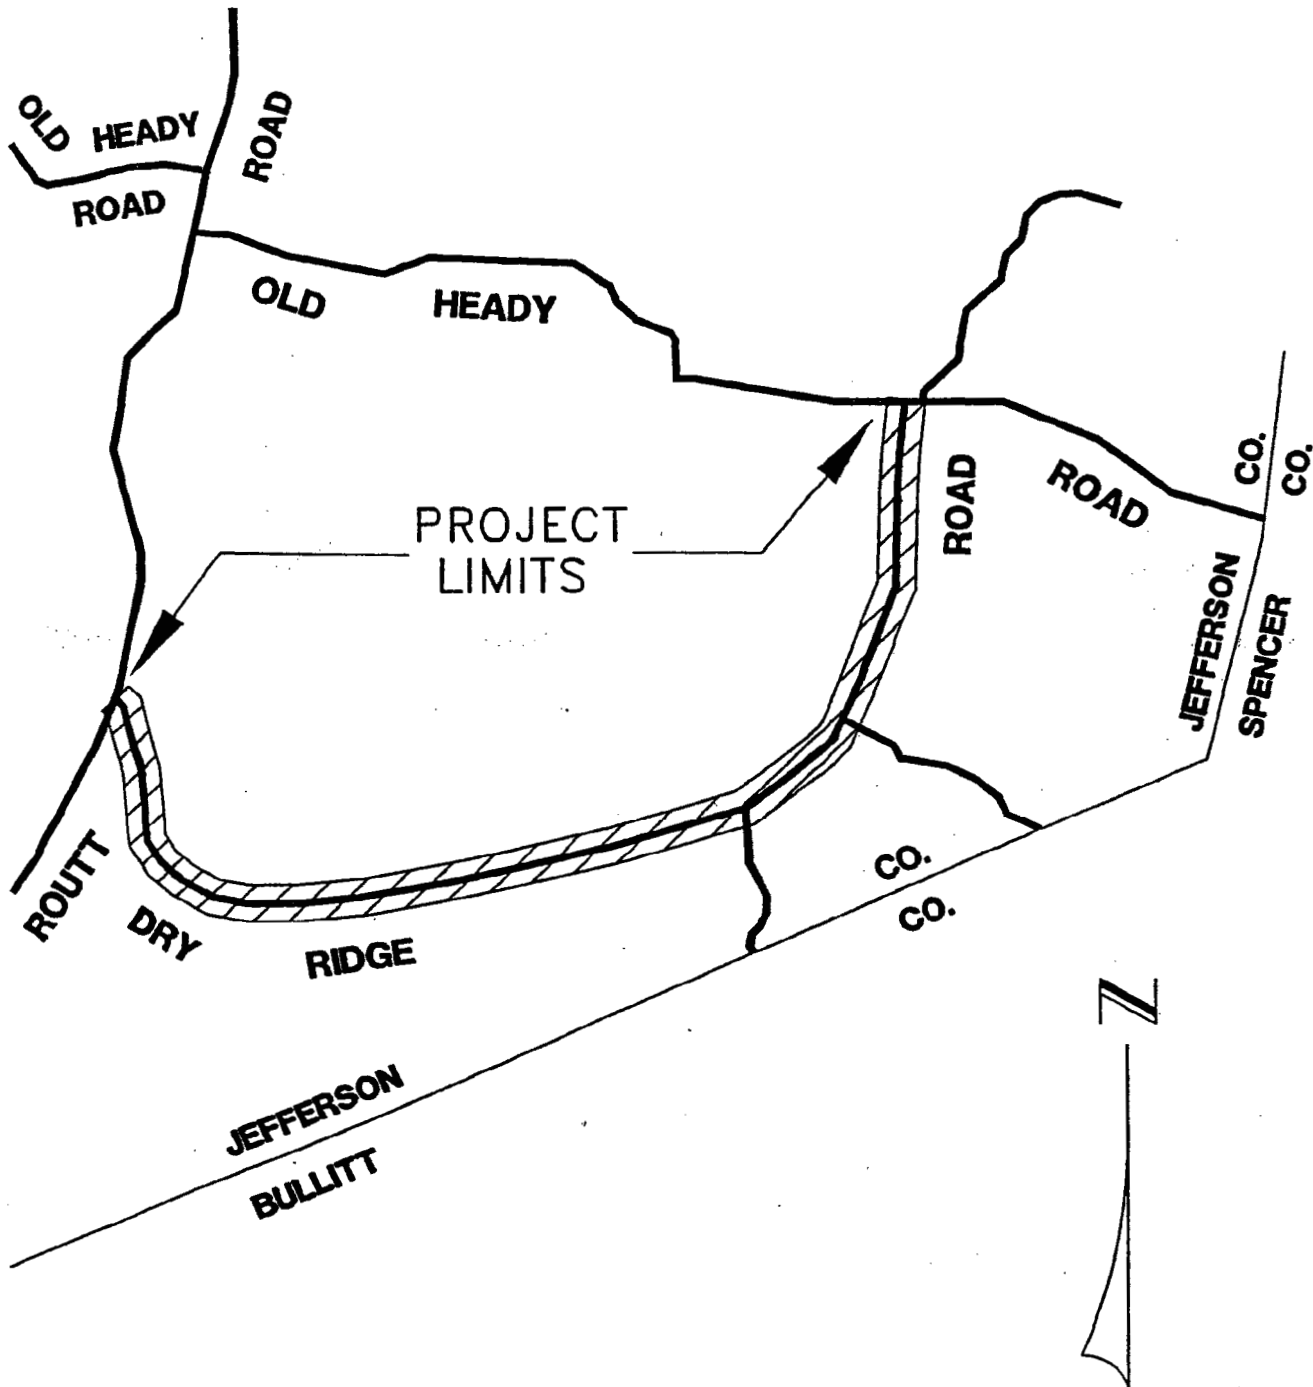 OLD HEADY
ROAD
ROAD
OLD HEADY
ROAD
PROJECT
LIMITS
ROAD
CO.
CO.
JEFFERSON
SPENCER
ROUTT
DRY RIDGE
CO.
CO.
JEFFERSON
BULLITT
N